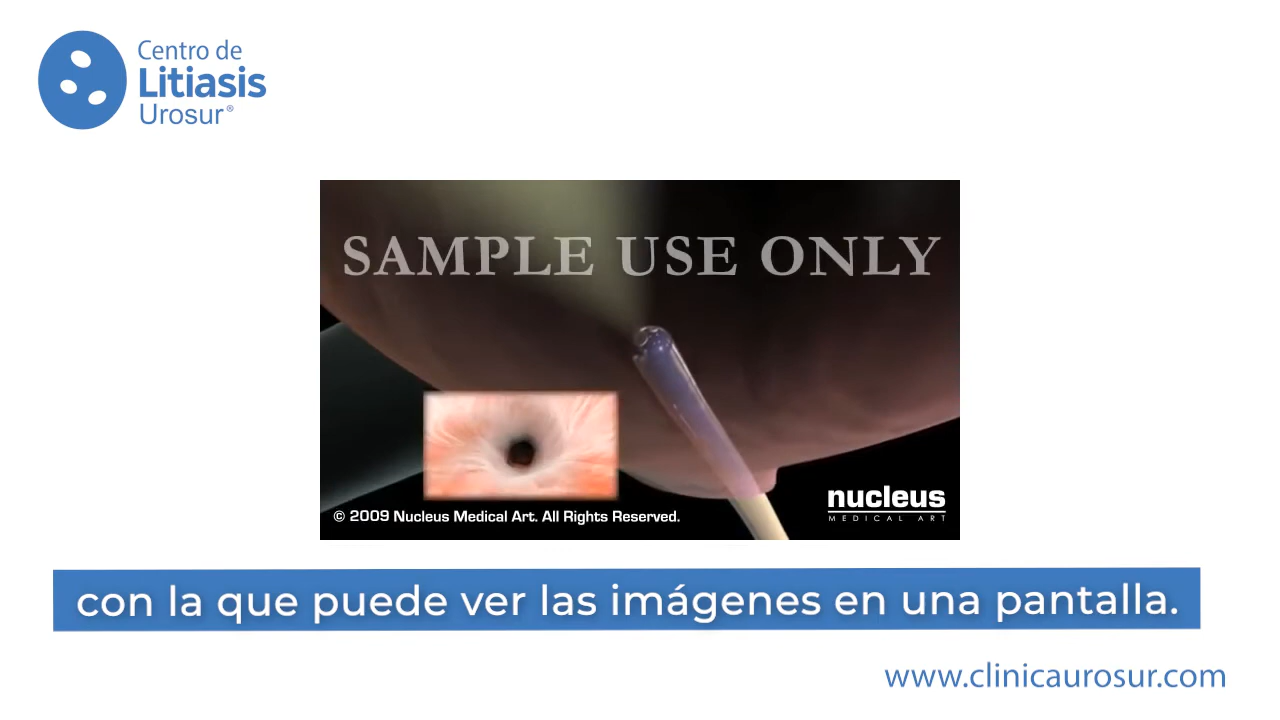 Centro de
Litiasis
Urosur®
SAMPLE USE ONLY
© 2009 Nucleus Medical Art. All Rights Reserved.
nucleus
MEDICAL ART
con la que puede ver las imágenes en una pantalla.
www.clinicaurosur.com